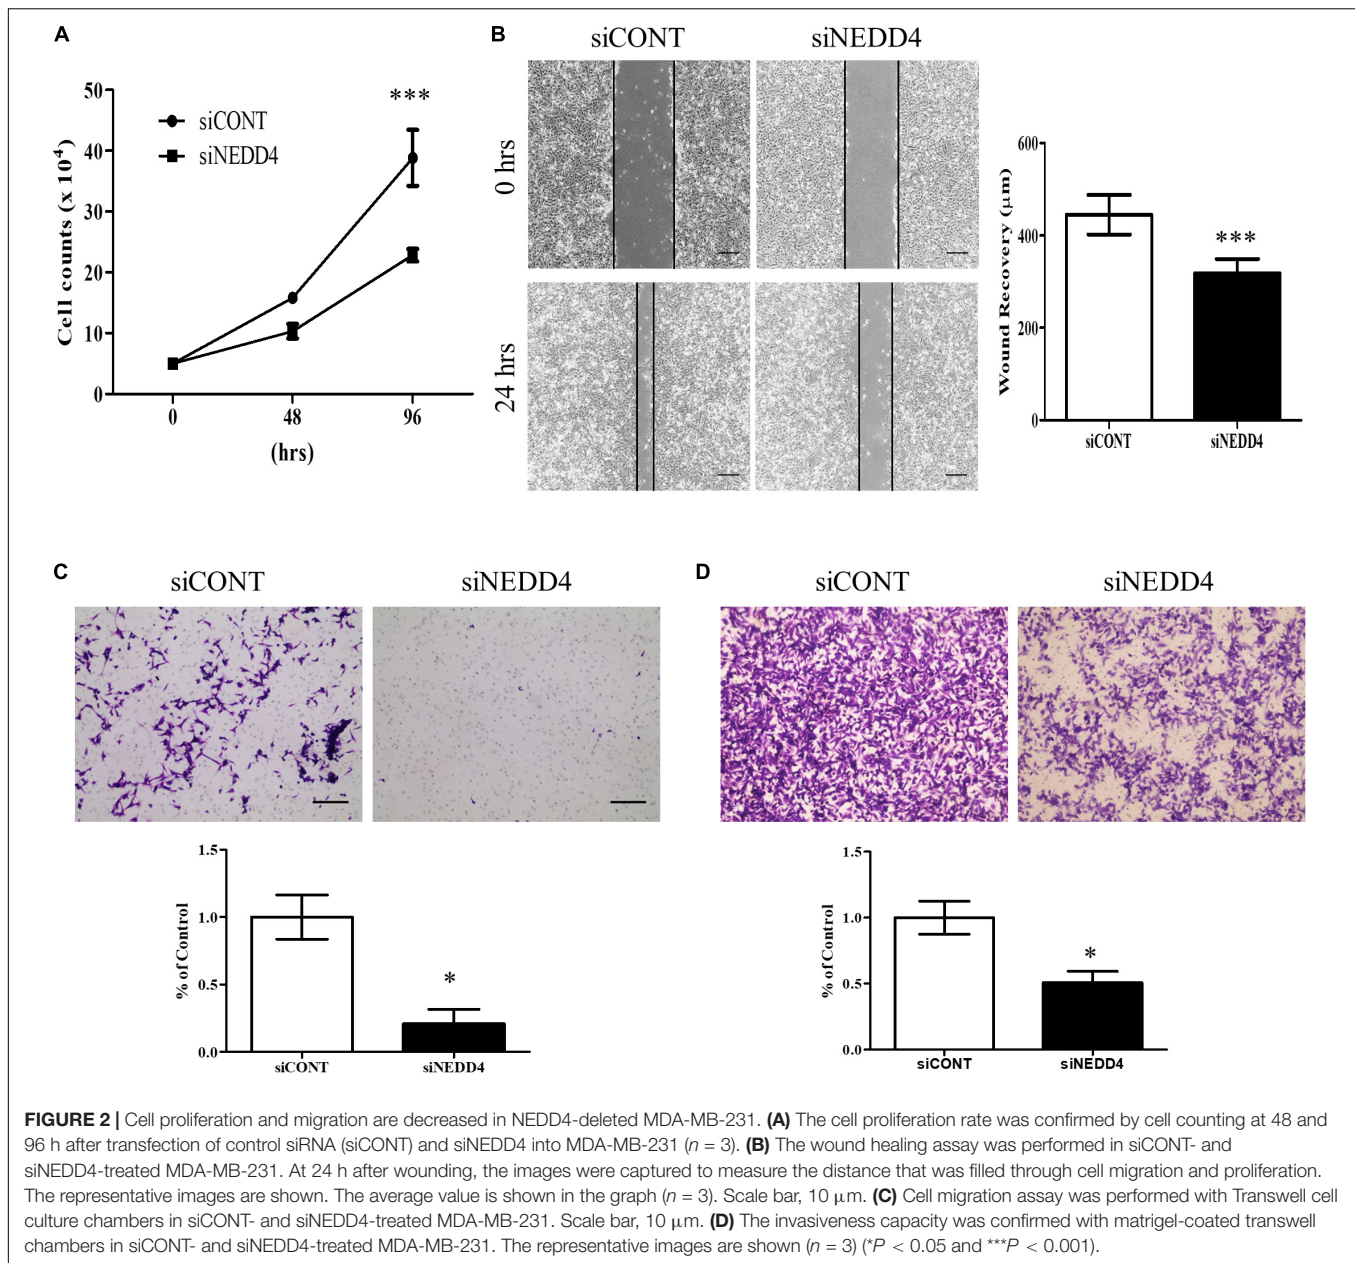 A
50
40
30
20
10
0
Cell counts (x 10⁴)
siCONT
siNEDD4
***
0
48
96
(hrs)
B
siCONT
siNEDD4
0 hrs
24 hrs
Wound Recovery (μm)
600
400
200
0
***
siCONT
siNEDD4
C
siCONT
siNEDD4
% of Control
1.5
1.0
0.5
0.0
*
siCONT
siNEDD4
D
siCONT
siNEDD4
% of Control
1.5
1.0
0.5
0.0
*
siCONT
siNEDD4
FIGURE 2 | Cell proliferation and migration are decreased in NEDD4-deleted MDA-MB-231. (A) The cell proliferation rate was confirmed by cell counting at 48 and
96 h after transfection of control siRNA (siCONT) and siNEDD4 into MDA-MB-231 (n = 3). (B) The wound healing assay was performed in siCONT- and
siNEDD4-treated MDA-MB-231. At 24 h after wounding, the images were captured to measure the distance that was filled through cell migration and proliferation.
The representative images are shown. The average value is shown in the graph (n = 3). Scale bar, 10 μm. (C) Cell migration assay was performed with Transwell cell
culture chambers in siCONT- and siNEDD4-treated MDA-MB-231. Scale bar, 10 μm. (D) The invasiveness capacity was confirmed with matrigel-coated transwell
chambers in siCONT- and siNEDD4-treated MDA-MB-231. The representative images are shown (n = 3) (*P < 0.05 and ***P < 0.001).